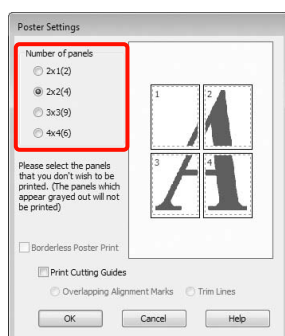 Poster Settings
Number of panels
2x1(2)
2x2(4)
3x3(9)
4x4(6)
1
2
3
4
Please select the panels
that you don't wish to be
printed. (The panels which
appear grayed out will not
be printed)
Borderless Poster Print
Print Cutting Guides
Overlapping Alignment Marks
Trim Lines
OK
Cancel
Help